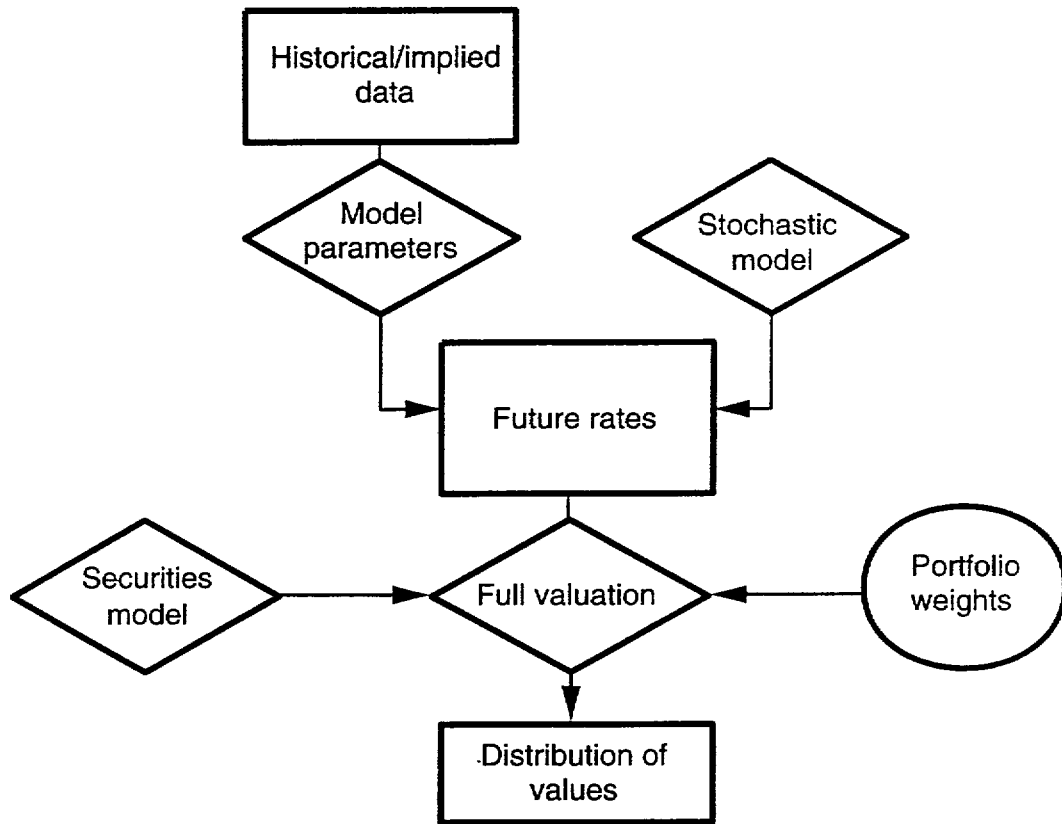 Historical/implied
data
Model
parameters
Stochastic
model
Future rates
Securities
model
Full valuation
Portfolio
weights
Distribution of
values